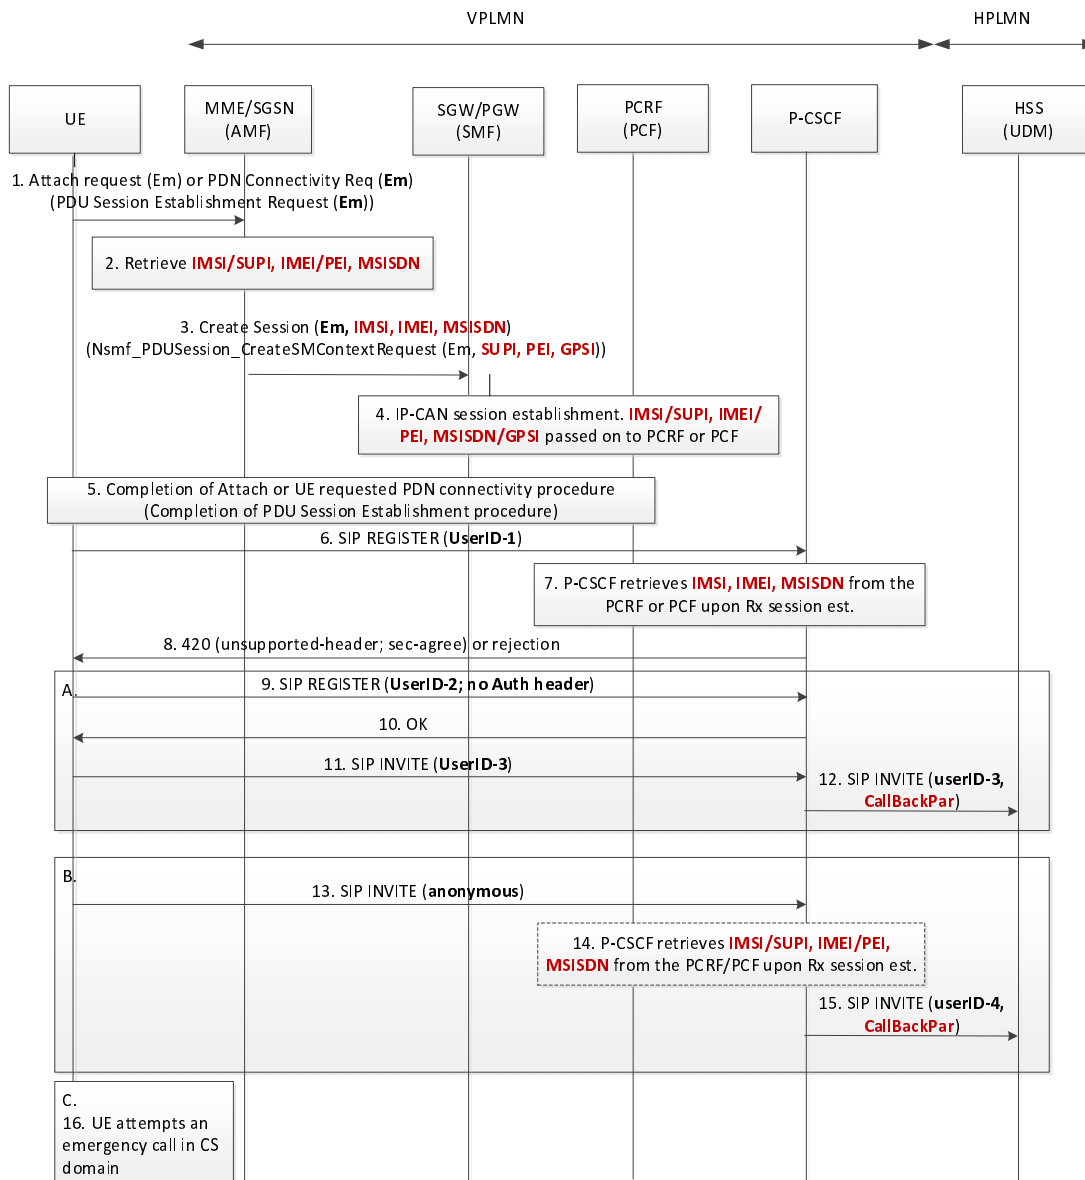 VPLMN
HPLMN
UE
MME/SGSN
(AMF)
SGW/PGW
(SMF)
PCRF
(PCF)
P-CSCF
HSS
(UDM)
1. Attach request (Em) or PDN Connectivity Req (Em)
(PDU Session Establishment Request (Em))
2. Retrieve IMSI/SUPI, IMEI/PEI, MSISDN
3. Create Session (Em, IMSI, IMEI, MSISDN)
(Nsmf_PDUSession_CreateSMContextRequest (Em, SUPI, PEI, GPSI))
4. IP-CAN session establishment. IMSI/SUPI, IMEI/
PEI, MSISDN/GPSI passed on to PCRF or PCF
5. Completion of Attach or UE requested PDN connectivity procedure
(Completion of PDU Session Establishment procedure)
6. SIP REGISTER (UserID-1)
7. P-CSCF retrieves IMSI, IMEI, MSISDN from the
PCRF or PCF upon Rx session est.
8. 420 (unsupported-header; sec-agree) or rejection
A.
9. SIP REGISTER (UserID-2; no Auth header)
10. OK
11. SIP INVITE (UserID-3)
12. SIP INVITE (userID-3,
CallBackPar)
B.
13. SIP INVITE (anonymous)
14. P-CSCF retrieves IMSI/SUPI, IMEI/PEI,
MSISDN from the PCRF/PCF upon Rx session est.
15. SIP INVITE (userID-4,
CallBackPar)
C.
16. UE attempts an
emergency call in CS
domain